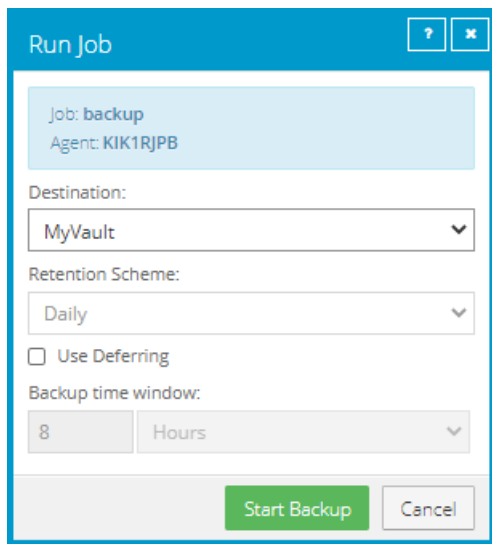 Run Job
?
×
Job: backup
Agent: KIK1RJPB
Destination:
MyVault
Retention Scheme:
Daily
Use Deferring
Backup time window:
8 Hours
Start Backup Cancel